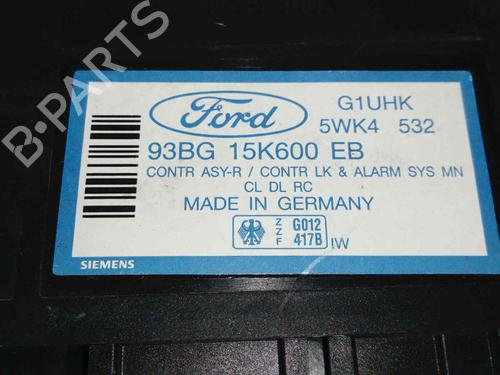 B-PARTS
Ford
G1UHK
5WK4 532
93BG 15K600 EB
CONTR ASY-R / CONTR LK & ALARM SYS MN
CL DL RC
MADE IN GERMANY
ZZF G012 417B IW
SIEMENS